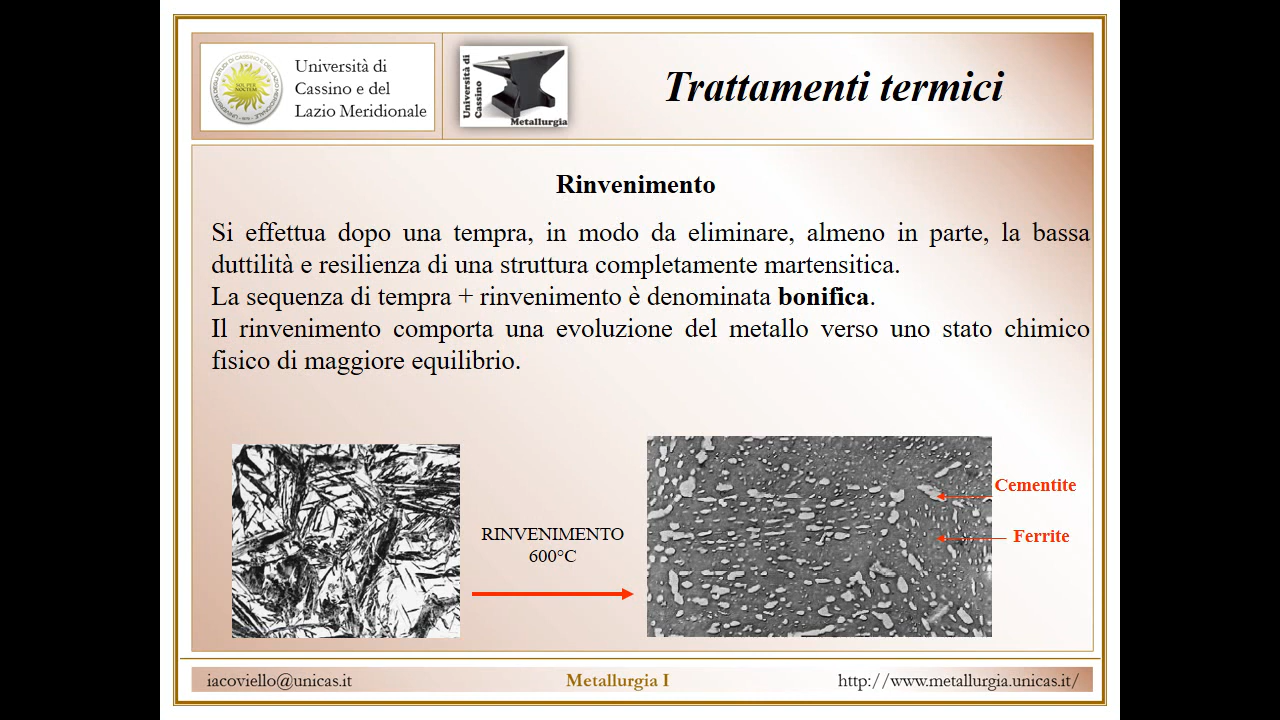 Università di
Cassino e del
Lazio Meridionale
Università di
Cassino
Metallurgia
Trattamenti termici
Rinvenimento
Si effettua dopo una tempra, in modo da eliminare, almeno in parte, la bassa
duttilità e resilienza di una struttura completamente martensitica.
La sequenza di tempra + rinvenimento è denominata bonifica.
Il rinvenimento comporta una evoluzione del metallo verso uno stato chimico
fisico di maggiore equilibrio.
RINVENIMENTO
600°C
Cementite
Ferrite
iacoviello@unicas.it
Metallurgia I
http://www.metallurgia.unicas.it/